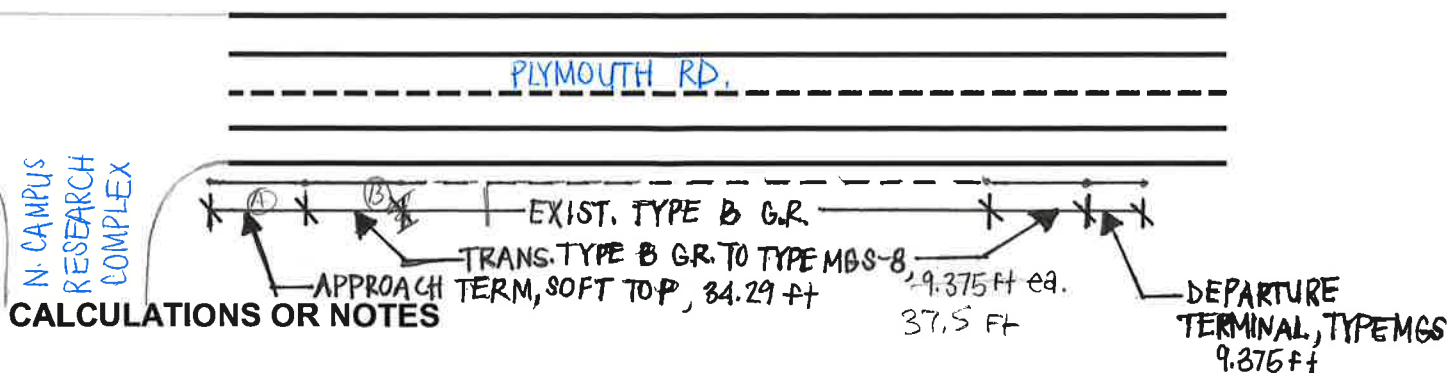 PLYMOUTH RD.
N. CAMPUS
RESEARCH
COMPLEX
A
B
EXIST. TYPE B G.R.
TRANS. TYPE B GR. TO TYPE MGS-8,
9.375 ft ea.
37.5 Ft
APPROACH TERM, SOFT TOP, 34.29 ft
DEPARTURE
TERMINAL, TYPE MGS
9.375 ft
CALCULATIONS OR NOTES